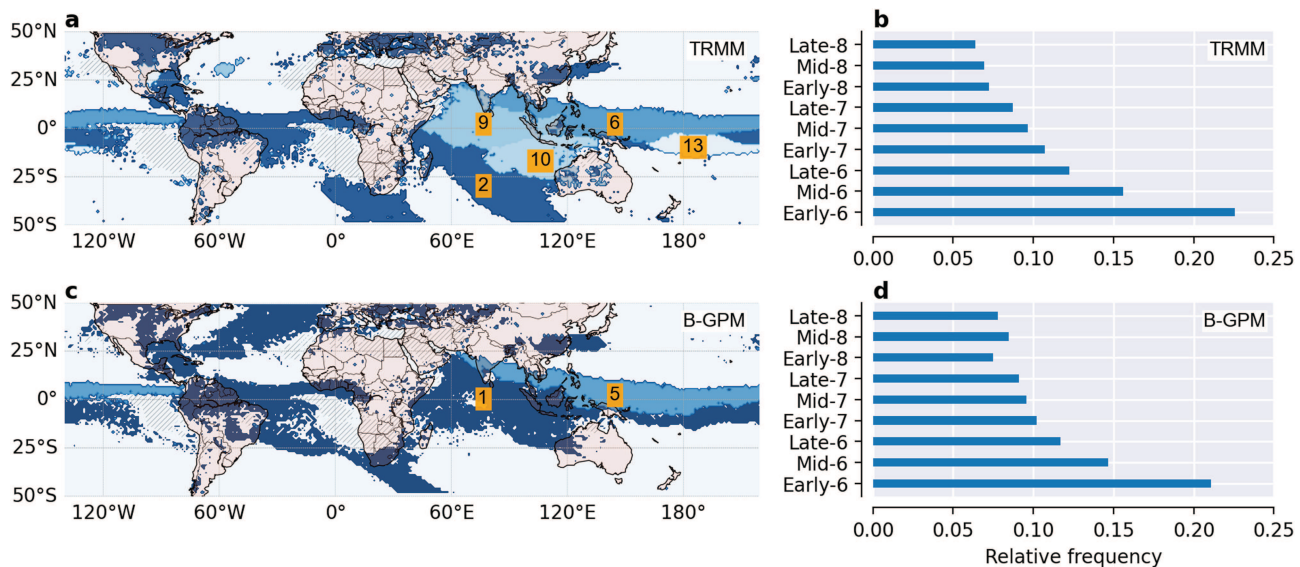 a
TRMM
50°N
25°N
0°
25°S
50°S
9
6
13
10
2
120°W 60°W 0° 60°E 120°E 180°
b
TRMM
Late-8
Mid-8
Early-8
Late-7
Mid-7
Early-7
Late-6
Mid-6
Early-6
0.00 0.05 0.10 0.15 0.20 0.25
c
B-GPM
50°N
25°N
0°
25°S
50°S
1
5
120°W 60°W 0° 60°E 120°E 180°
d
B-GPM
Late-8
Mid-8
Early-8
Late-7
Mid-7
Early-7
Late-6
Mid-6
Early-6
0.00 0.05 0.10 0.15 0.20 0.25
Relative frequency